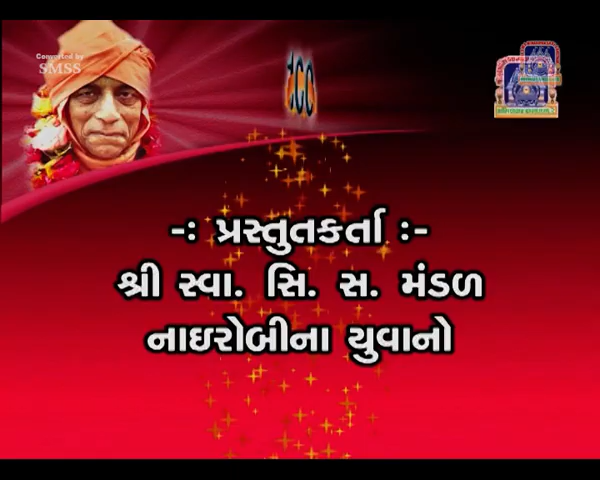 Converted by
SMSS
-: પ્રસ્તુતકર્તા :-
શ્રી સ્વા. સિ. સ. મંડળ
નાઇરોબીના યુવાનો